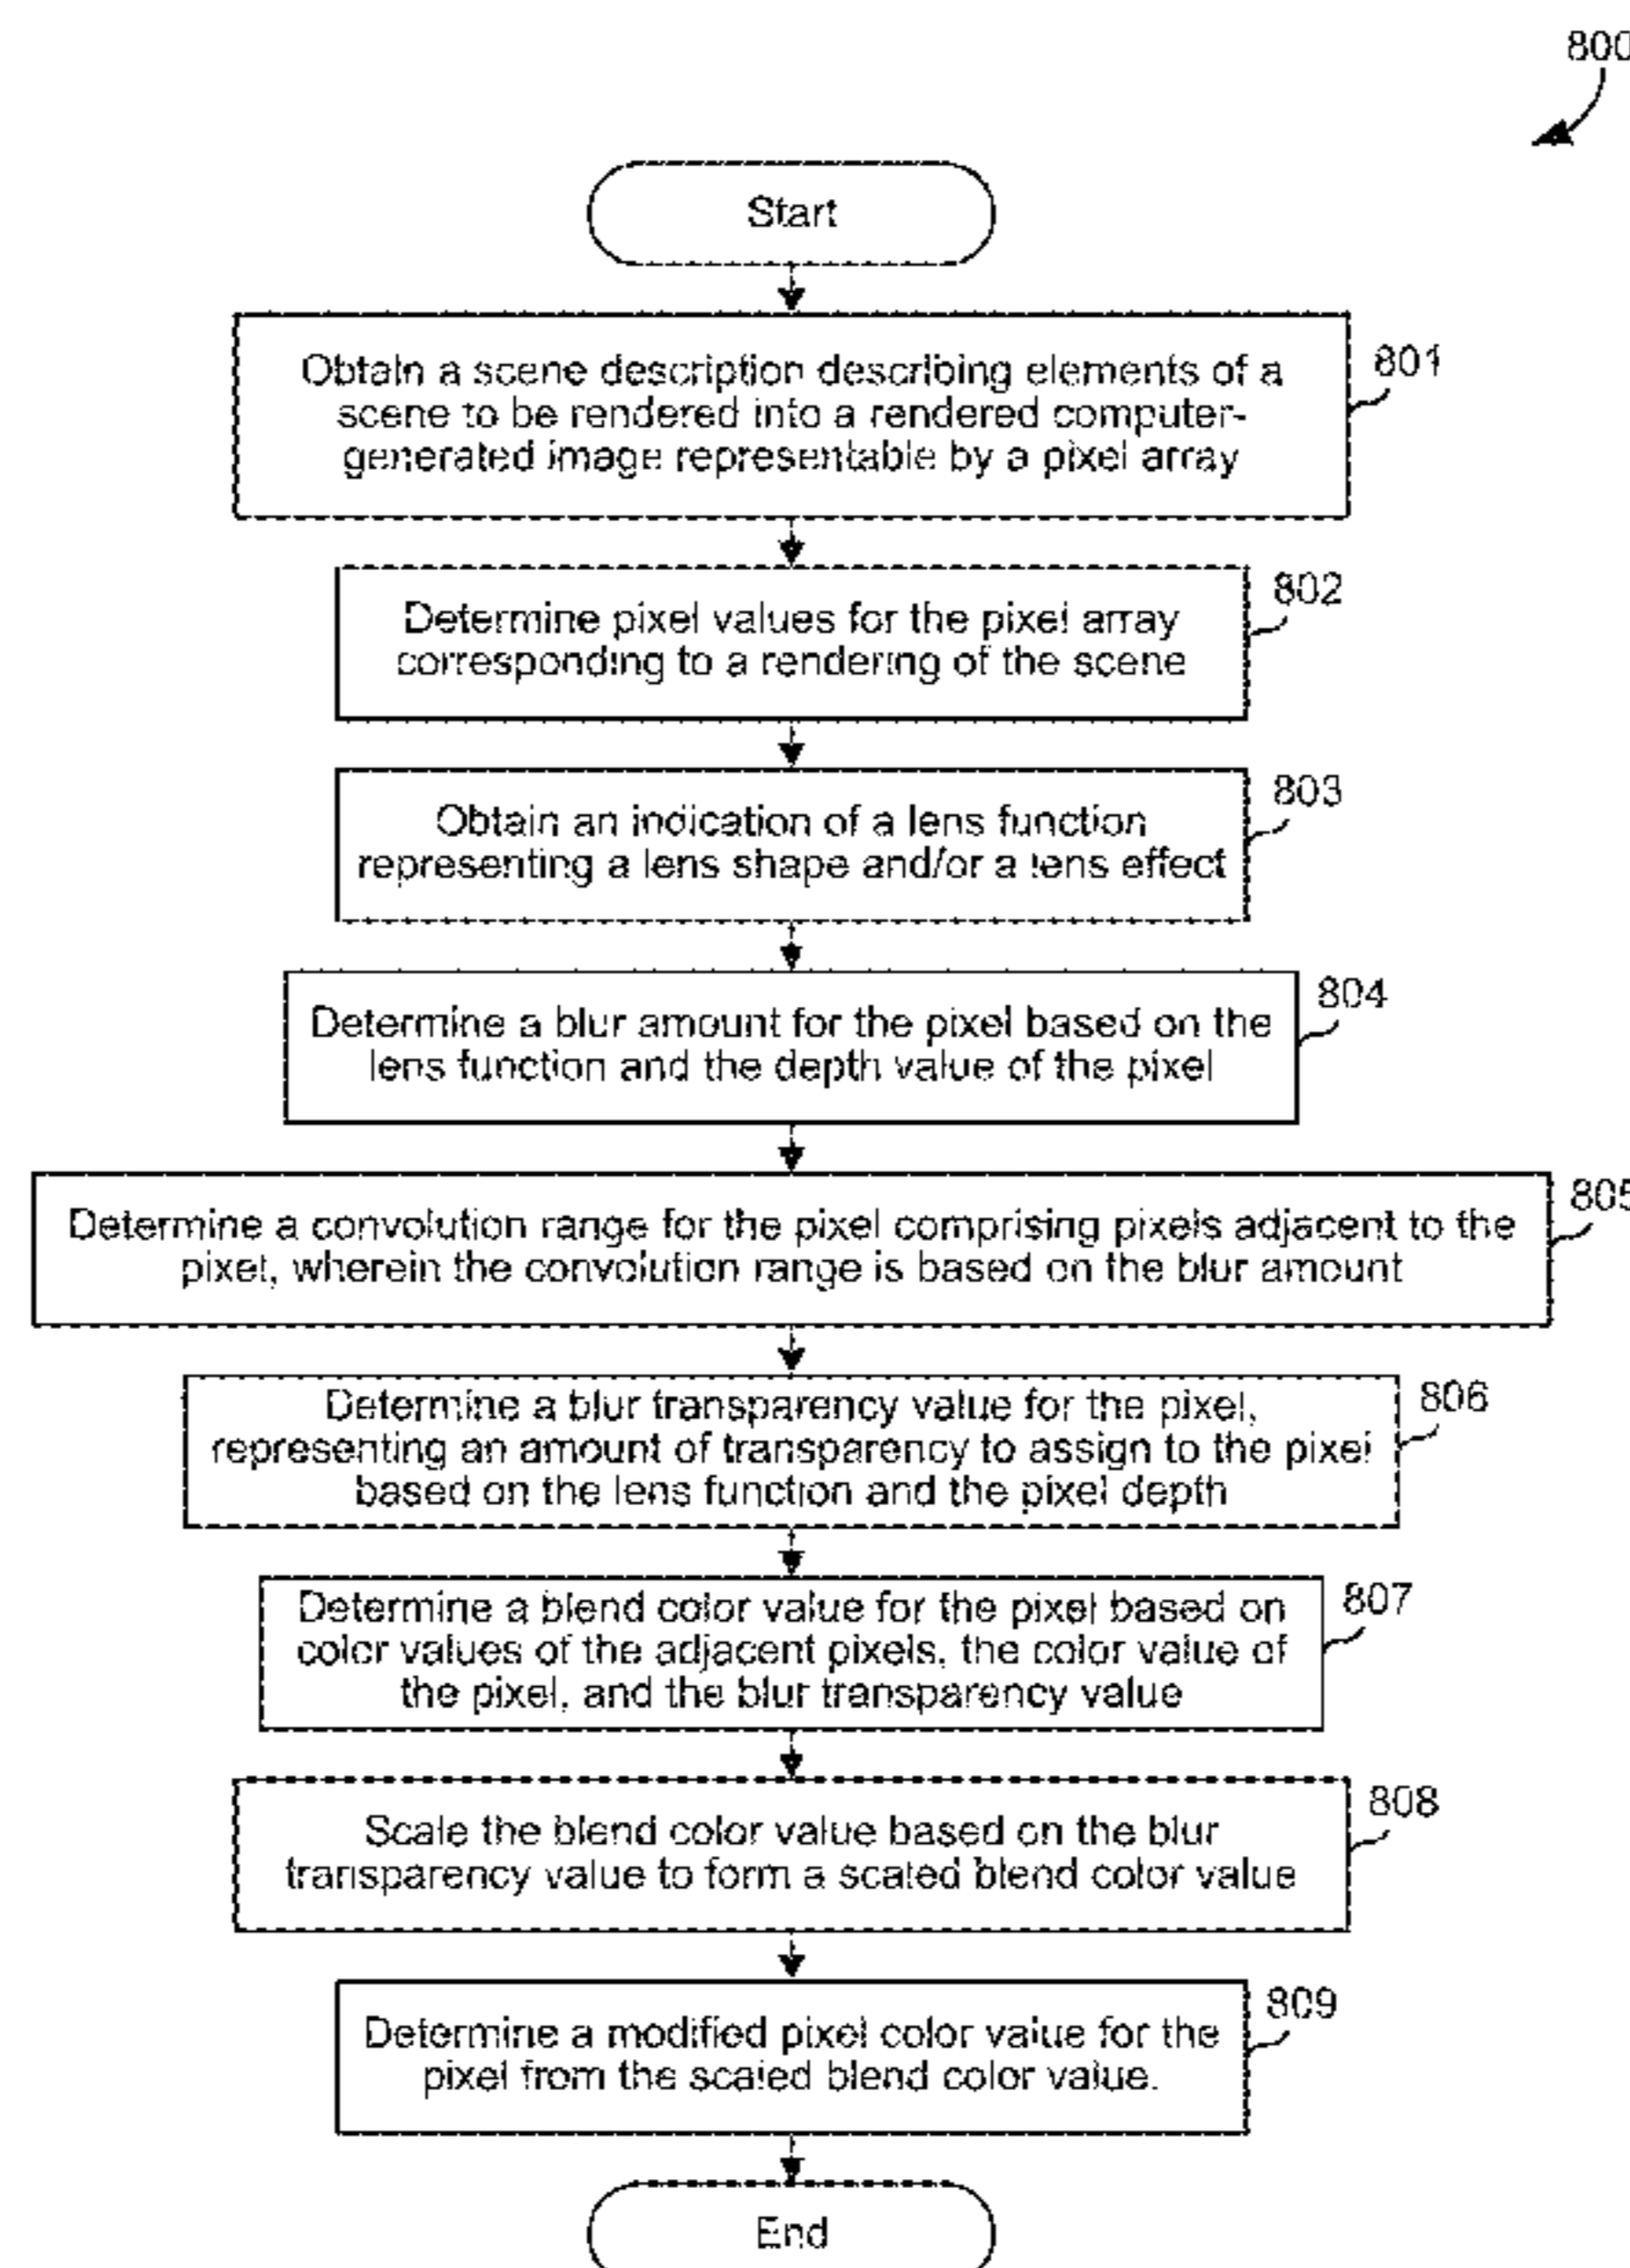 800
Start
Obtain a scene description describing elements of a
scene to be rendered into a rendered computer-
generated image representable by a pixel array
801
Determine pixel values for the pixel array
corresponding to a rendering of the scene
802
Obtain an indication of a lens function
representing a lens shape and/or a lens effect
803
Determine a blur amount for the pixel based on the
lens function and the depth value of the pixel
804
Determine a convolution range for the pixel comprising pixels adjacent to the
pixel, wherein the convolution range is based on the blur amount
805
Determine a blur transparency value for the pixel,
representing an amount of transparency to assign to the pixel
based on the lens function and the pixel depth
806
Determine a blend color value for the pixel based on
color values of the adjacent pixels, the color value of
the pixel, and the blur transparency value
807
Scale the blend color value based on the blur
transparency value to form a scaled blend color value
808
Determine a modified pixel color value for the
pixel from the scaled blend color value.
809
End